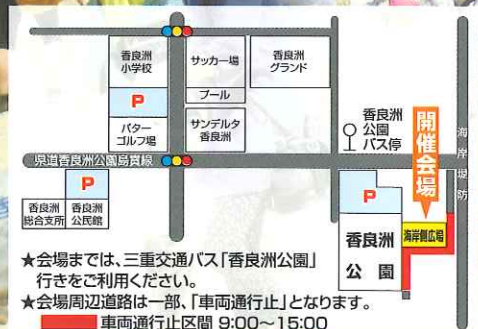 香良洲
小学校
サッカー場
香良洲
グランド
プール
P
パター
ゴルフ場
サンデルタ
香良洲
香良洲
公園
バス停
開催会場
海岸堤防
県道香良洲公園島貫線
P
P
香良洲
総合支所
香良洲
公民館
香良洲
公園
海岸側広場
★会場までは、三重交通バス「香良洲公園」
行きをご利用ください。
★会場周辺道路は一部、「車両通行止」となります。
車両通行止区間 9:00〜15:00